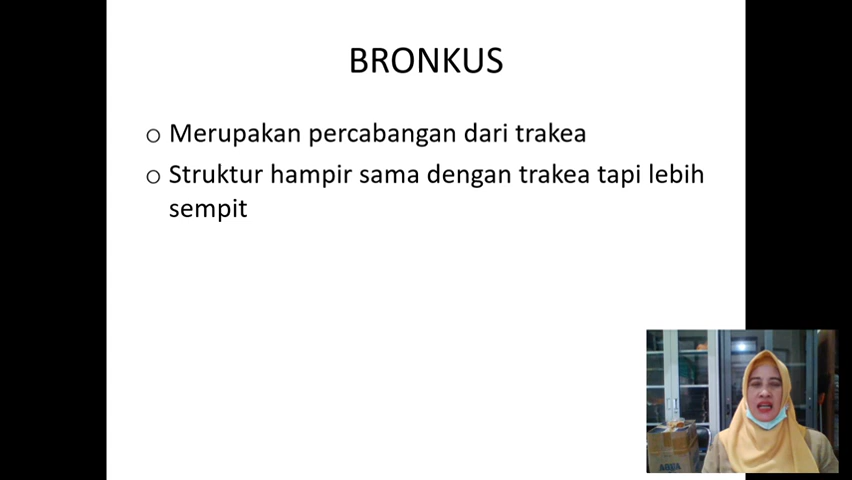 BRONKUS
o Merupakan percabangan dari trakea
o Struktur hampir sama dengan trakea tapi lebih
sempit